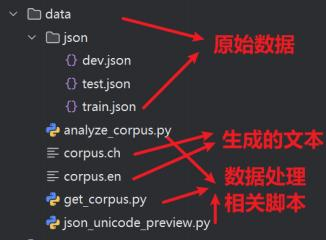 data
json
原始数据
dev.json
test.json
train.json
analyze_corpus.py
生成的文本
corpus.ch
corpus.en
数据处理
get_corpus.py
相关脚本
json_unicode_preview.py